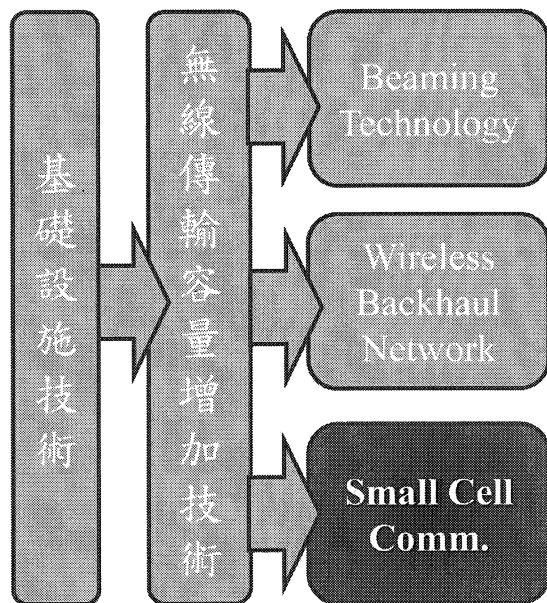 基礎設施技術
無線傳輸容量增加技術
Beaming
Technology
Wireless
Backhaul
Network
Small Cell
Comm.